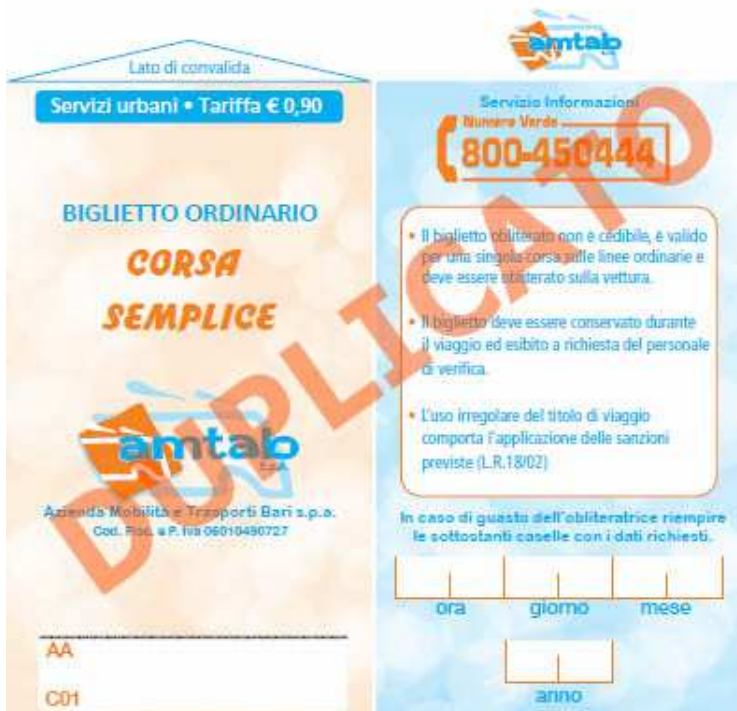 Lato di convalida
Servizi urbani • Tariffa € 0,90
BIGLIETTO ORDINARIO
CORSA
SEMPLICE
amtab
S.p.A.
Azienda Mobilità e Trasporti Bari s.p.a.
Cod. Fisc. e P. Iva 06010490727
AA
C01
amtab
Servizio Informazioni
Numero Verde
800-450444
• Il biglietto obliterato non è cedibile, è valido
per una singola corsa sulle linee ordinarie e
deve essere obliterato sulla vettura.
• Il biglietto deve essere conservato durante
il viaggio ed esibito a richiesta del personale
di verifica.
• L'uso irregolare del titolo di viaggio
comporta l'applicazione delle sanzioni
previste (L.R.18/02)
In caso di guasto dell'obliteratrice riempire
le sottostanti caselle con i dati richiesti.
ora giorno mese
anno
DUPLICATO